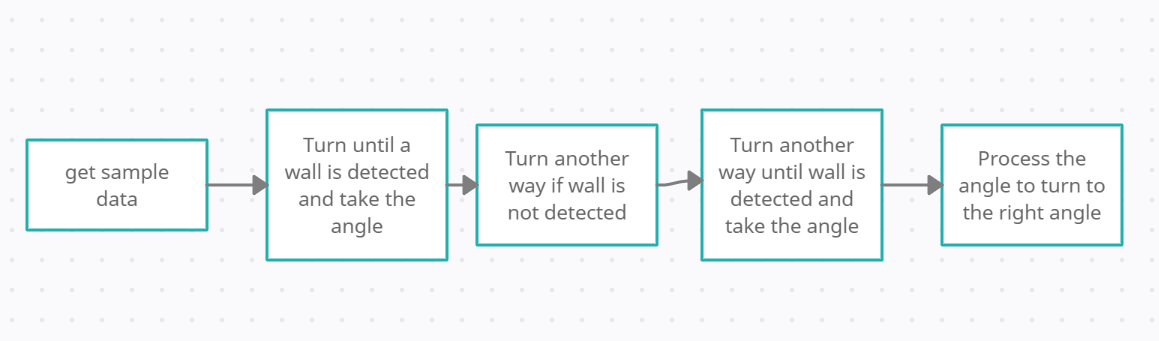 get sample
data
Turn until a
wall is detected
and take the
angle
Turn another
way if wall is
not detected
Turn another
way until wall is
detected and
take the angle
Process the
angle to turn to
the right angle